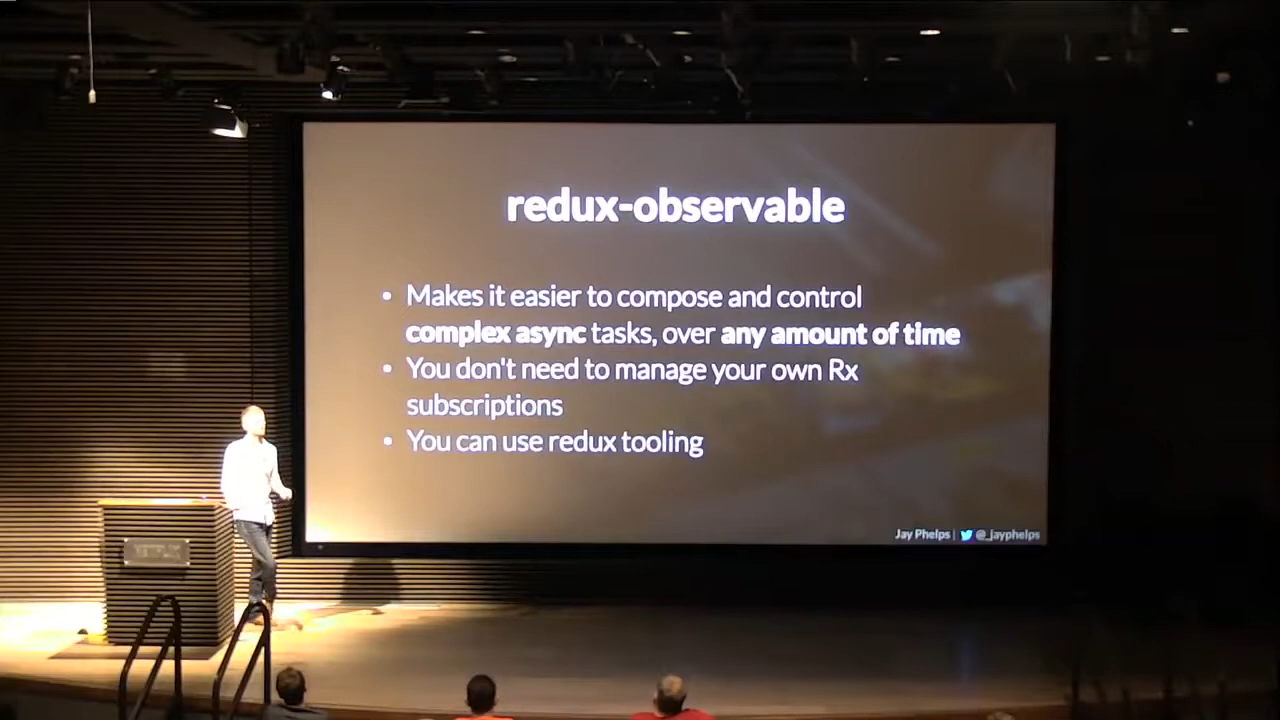 redux-observable
• Makes it easier to compose and control
complex async tasks, over any amount of time
• You don't need to manage your own Rx
subscriptions
• You can use redux tooling
Jay Phelps | @_jayphelps
NETFLIX